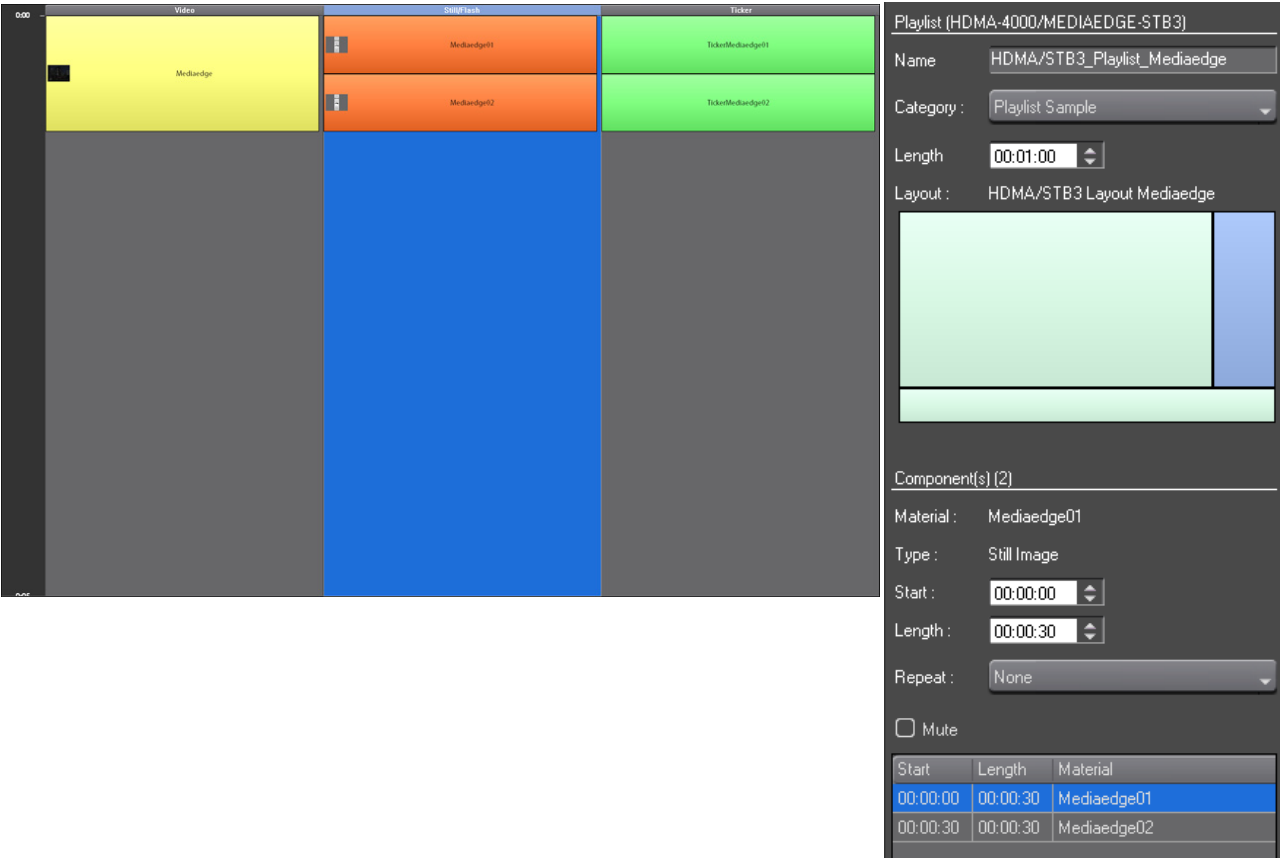 Video Still/Flash Ticker
0:00
Mediaedge
Mediaedge01
TickerMediaedge01
Mediaedge02
TickerMediaedge02
Playlist (HDMA-4000/MEDIAEDGE-STB3)
Name HDMA/STB3_Playlist_Mediaedge
Category : Playlist Sample
Length 00:01:00
Layout : HDMA/STB3 Layout Mediaedge
Component(s) (2)
Material : Mediaedge01
Type : Still Image
Start : 00:00:00
Length : 00:00:30
Repeat : None
Mute
Start Length Material
00:00:00 00:00:30 Mediaedge01
00:00:30 00:00:30 Mediaedge02